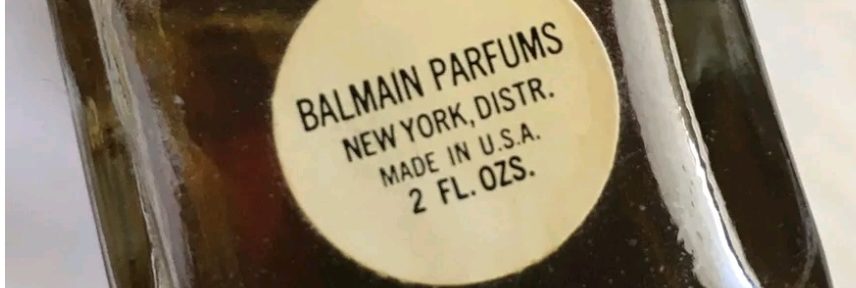 BALMAIN PARFUMS
NEW YORK, DISTR.
MADE IN U.S.A.
2 FL. OZS.